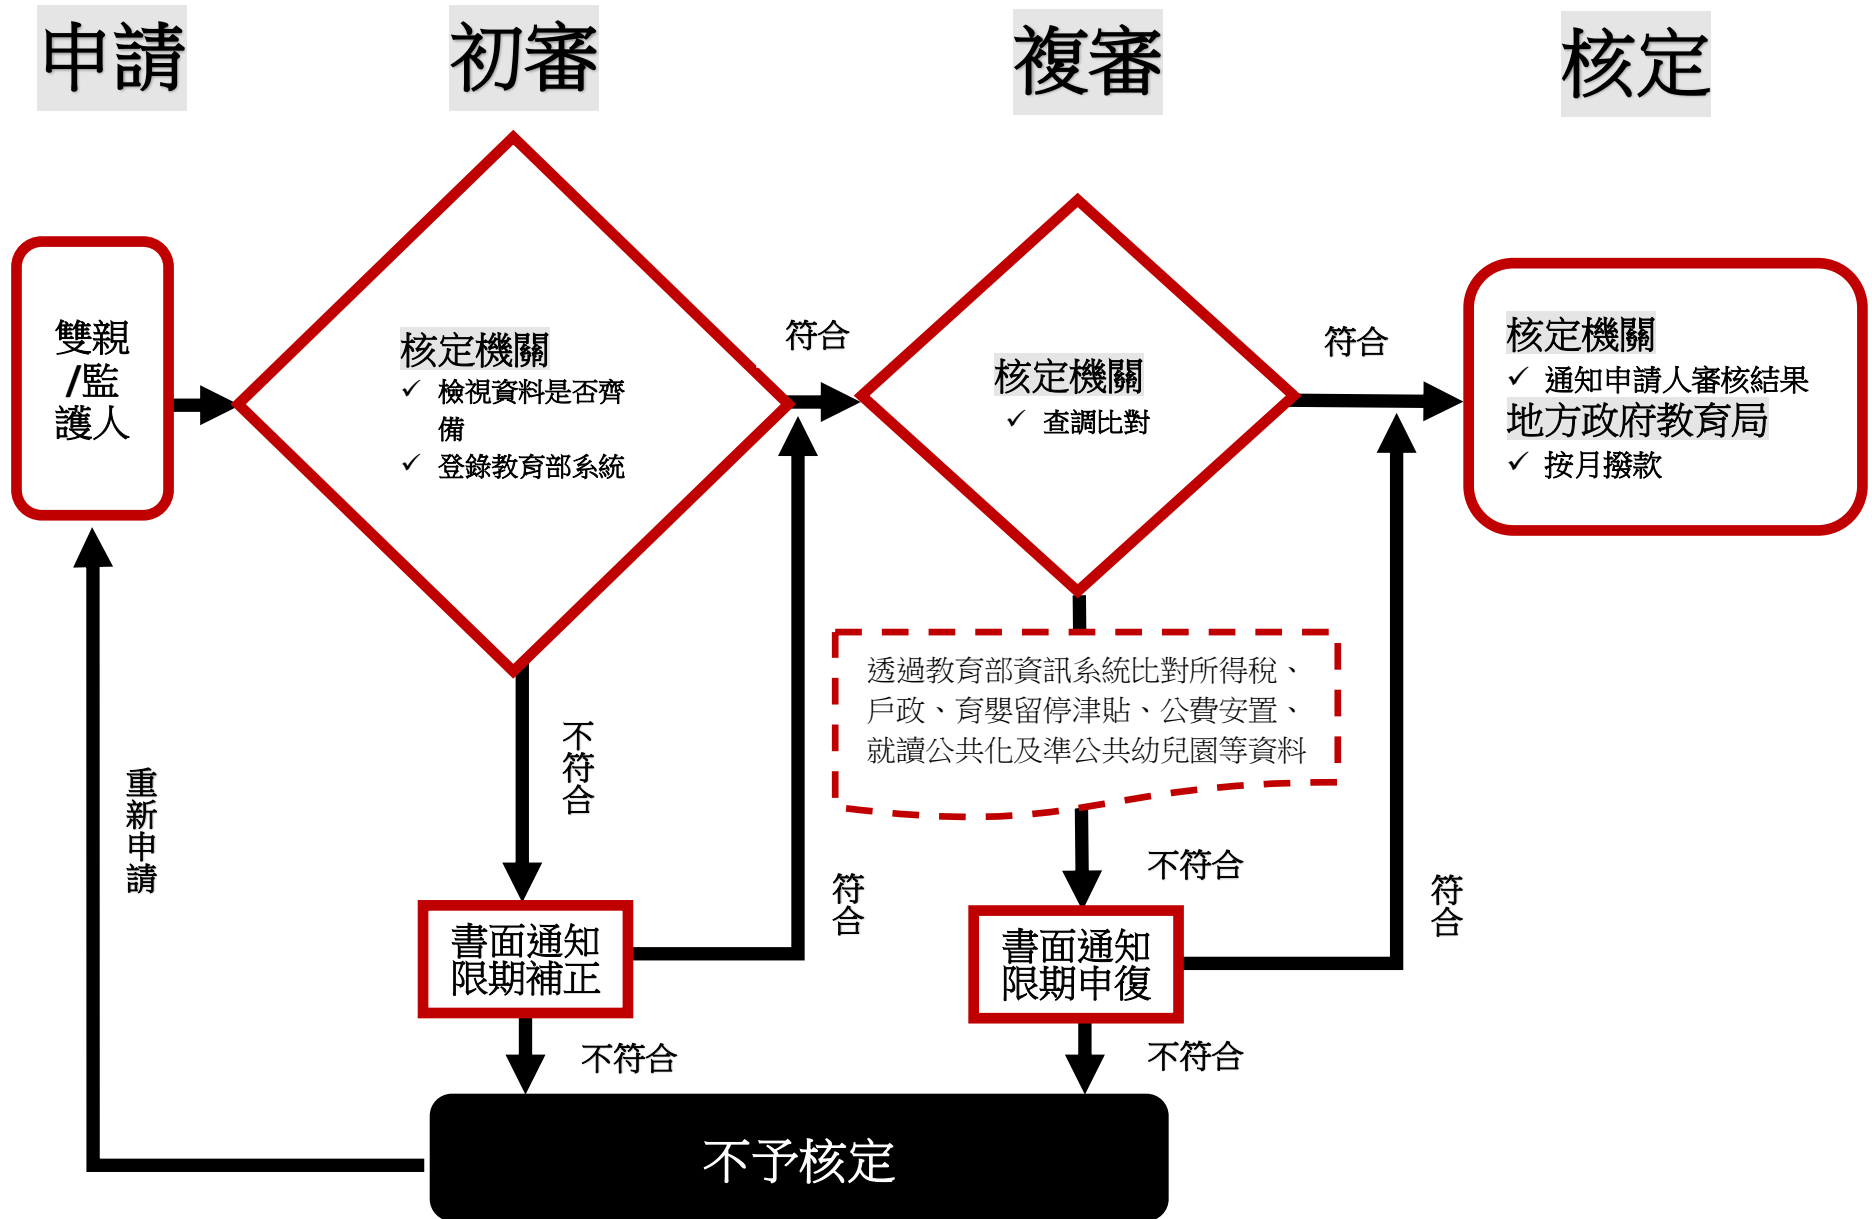 申請
初審
複審
核定
雙親
/監
護人
核定機關
✓ 檢視資料是否齊
備
✓ 登錄教育部系統
符合
核定機關
✓ 查調比對
符合
核定機關
✓ 通知申請人審核結果
地方政府教育局
✓ 按月撥款
不符合
透過教育部資訊系統比對所得稅、
戶政、育嬰留停津貼、公費安置、
就讀公共化及準公共幼兒園等資料
重新申請
不符合
符合
符合
書面通知
限期補正
書面通知
限期申復
不符合
不符合
不予核定